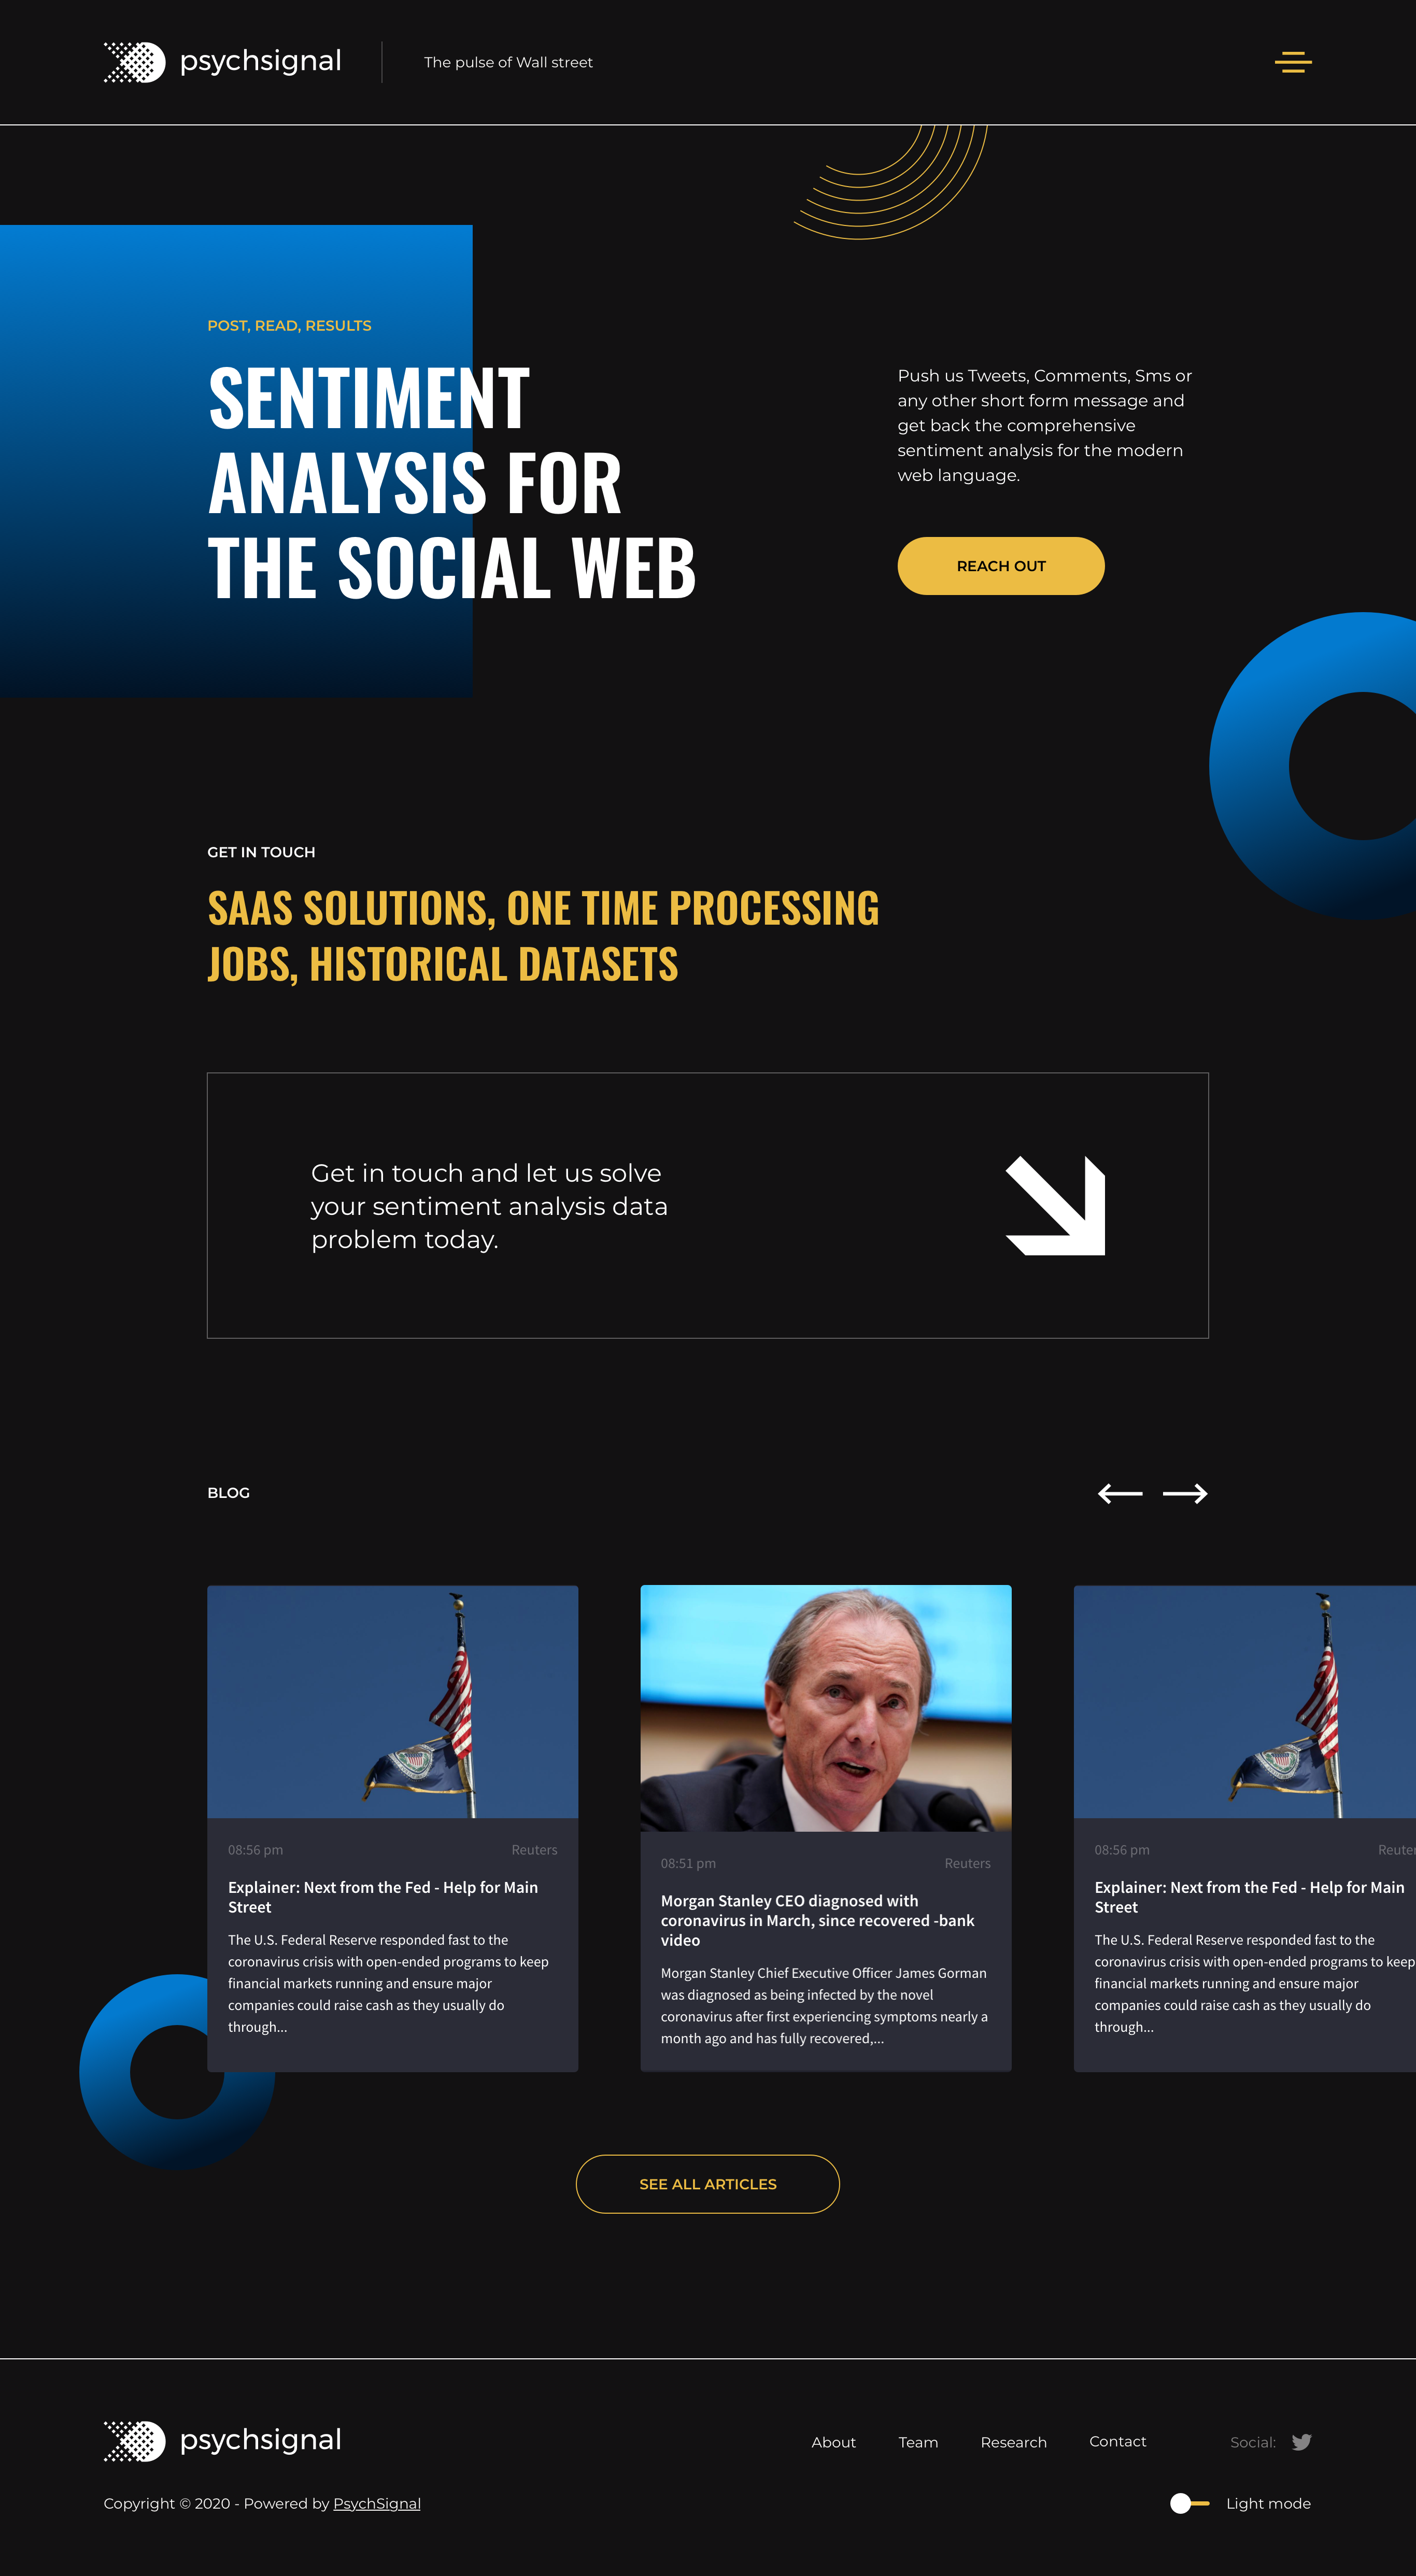 psychsignal
The pulse of Wall street
POST, READ, RESULTS
SENTIMENT
ANALYSIS FOR
THE SOCIAL WEB
Push us Tweets, Comments, Sms or
any other short form message and
get back the comprehensive
sentiment analysis for the modern
web language.
REACH OUT
GET IN TOUCH
SAAS SOLUTIONS, ONE TIME PROCESSING
JOBS, HISTORICAL DATASETS
Get in touch and let us solve
your sentiment analysis data
problem today.
BLOG
08:56 pm Reuters
Explainer: Next from the Fed - Help for Main
Street
The U.S. Federal Reserve responded fast to the
coronavirus crisis with open-ended programs to keep
financial markets running and ensure major
companies could raise cash as they usually do
through...
08:51 pm Reuters
Morgan Stanley CEO diagnosed with
coronavirus in March, since recovered -bank
video
Morgan Stanley Chief Executive Officer James Gorman
was diagnosed as being infected by the novel
coronavirus after first experiencing symptoms nearly a
month ago and has fully recovered,...
08:56 pm Reuter
Explainer: Next from the Fed - Help for Main
Street
The U.S. Federal Reserve responded fast to the
coronavirus crisis with open-ended programs to keep
financial markets running and ensure major
companies could raise cash as they usually do
through...
SEE ALL ARTICLES
psychsignal
About Team Research Contact Social:
Copyright © 2020 - Powered by PsychSignal
Light mode